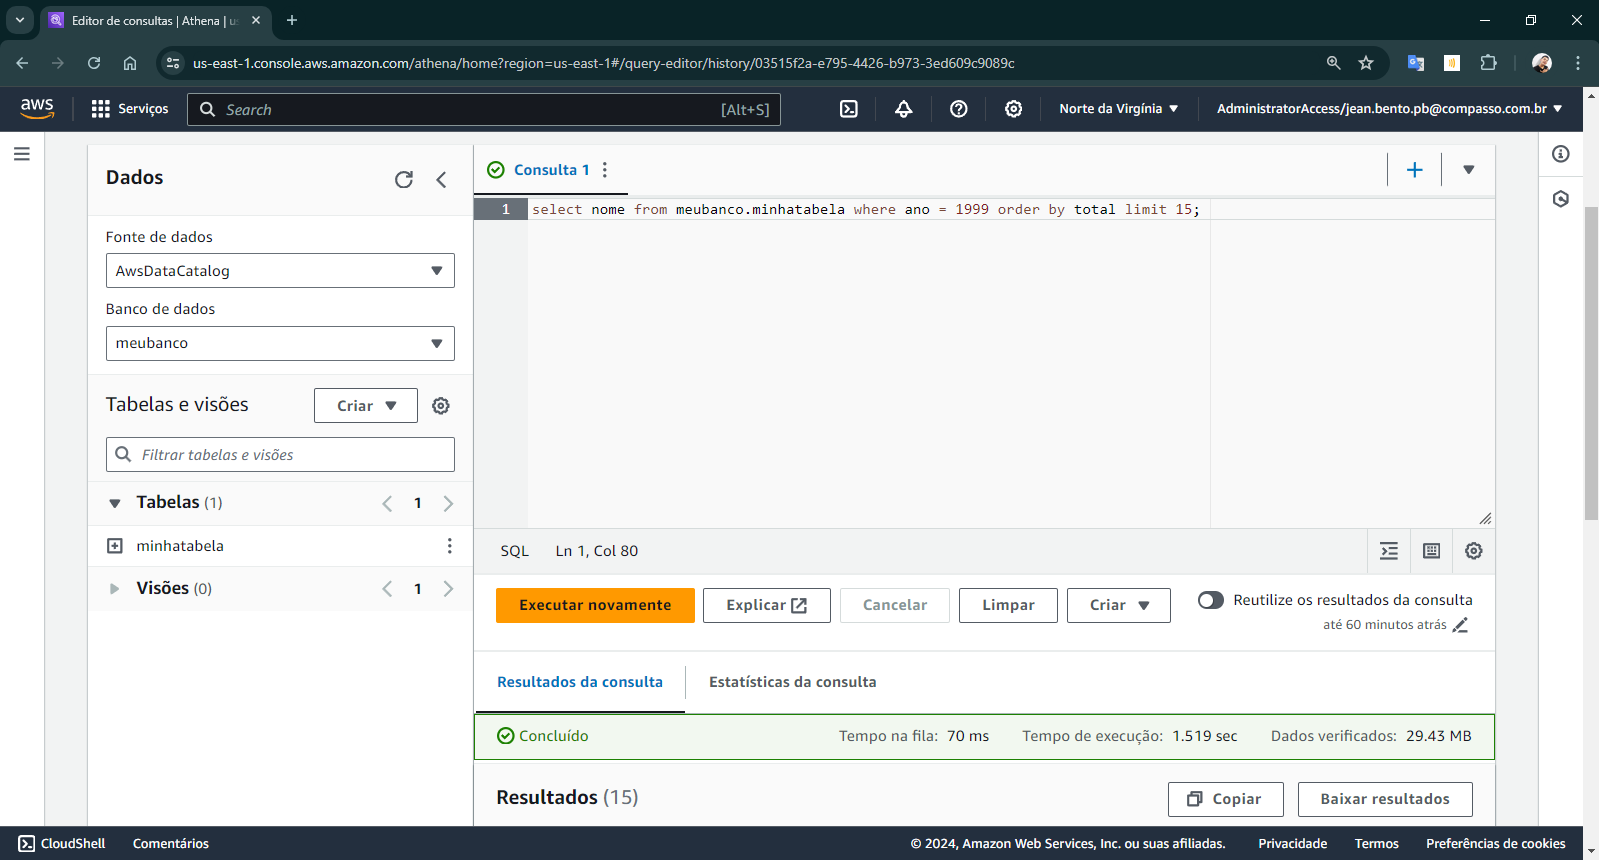 Editor de consultas | Athena | us
us-east-1.console.aws.amazon.com/athena/home?region=us-east-1#/query-editor/history/03515f2a-e795-4426-b973-3ed609c9089c
aws
Serviços
Search
[Alt+S]
Norte da Virgínia
AdministratorAccess/jean.bento.pb@compasso.com.br
Dados
Fonte de dados
AwsDataCatalog
Banco de dados
meubanco
Tabelas e visões
Criar
Filtrar tabelas e visões
Tabelas (1)
1
minhatabela
Visões (0)
1
Consulta 1
1 select nome from meubanco.minhatabela where ano = 1999 order by total limit 15;
SQL Ln 1, Col 80
Executar novamente
Explicar
Cancelar
Limpar
Criar
Reutilize os resultados da consulta
até 60 minutos atrás
Resultados da consulta
Estatísticas da consulta
Concluído
Tempo na fila: 70 ms
Tempo de execução: 1.519 sec
Dados verificados: 29.43 MB
Resultados (15)
Copiar
Baixar resultados
CloudShell
Comentários
© 2024, Amazon Web Services, Inc. ou suas afiliadas.
Privacidade
Termos
Preferências de cookies